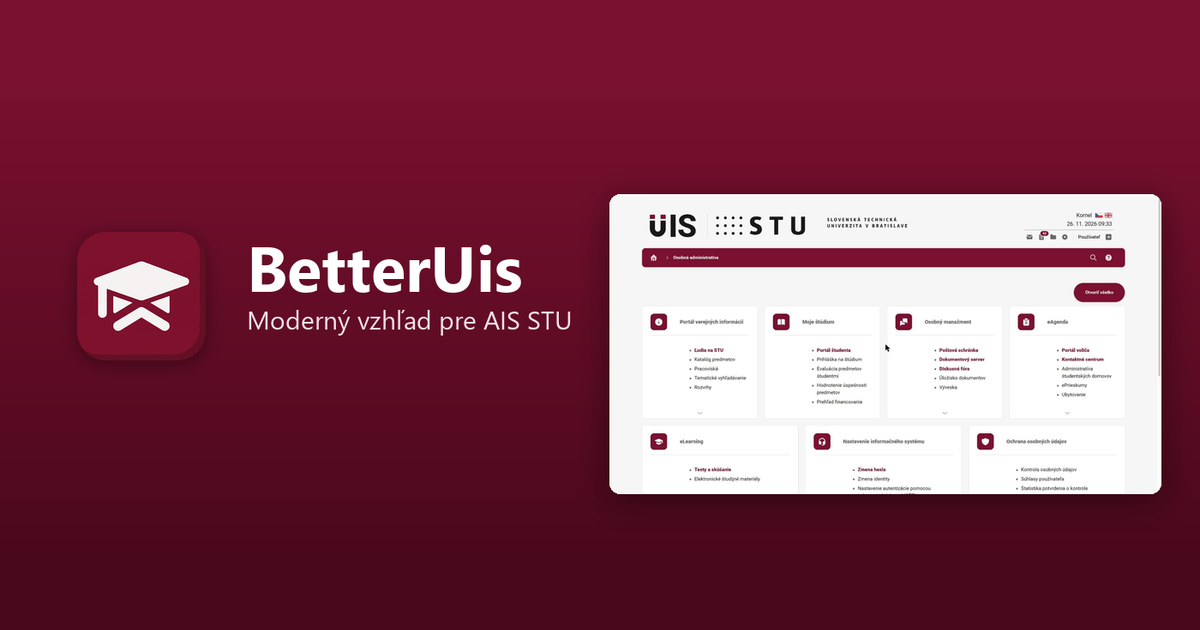 BetterUis
Moderný vzhľad pre AIS STU
UIS
STU
SLOVENSKÁ TECHNICKÁ
UNIVERZITA V BRATISLAVE
Kornel
26. 11. 2026 09:33
Používateľ
Osobná administratíva
Otvoriť všetko
Portál verejných informácií
Ľudia na STU
Katalóg predmetov
Pracoviská
Tematické vyhľadávanie
Rozvrhy
Moje štúdium
Portál študenta
Prihláška na štúdium
Evaluácia predmetov
študentmi
Hodnotenie úspešnosti
predmetov
Prehľad financovania
Osobný manažment
Poštová schránka
Dokumentový server
Diskusné fóra
Úložisko dokumentov
Výveska
eAgenda
Portál voliča
Kontaktné centrum
Administratíva
študentských domovov
ePrieskumy
Ubytovanie
eLearning
Testy a skúšanie
Elektronické študijné materiály
Nastavenie informačného systému
Zmena hesla
Zmena identity
Nastavenie autentizácie pomocou
Ochrana osobných údajov
Kontrola osobných údajov
Súhlasy používateľa
Štatistika potvrdenia o kontrole